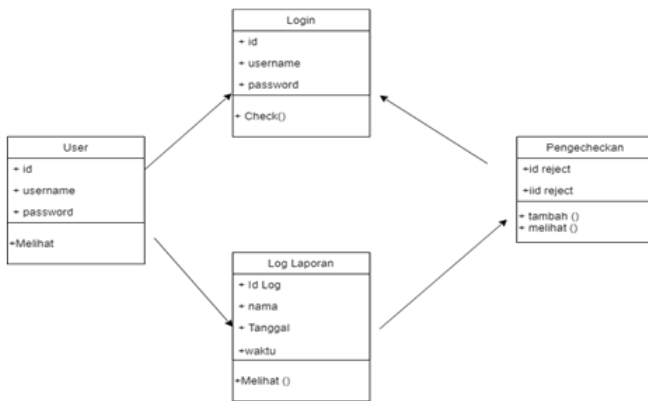 Login
+ id
+ username
+ password
+ Check()
User
+ id
+ username
+ password
+Melihat
Pengecheckan
+id reject
+iid reject
+ tambah ()
+ melihat ()
Log Laporan
+ Id Log
+ nama
+ Tanggal
+waktu
+Melihat ()